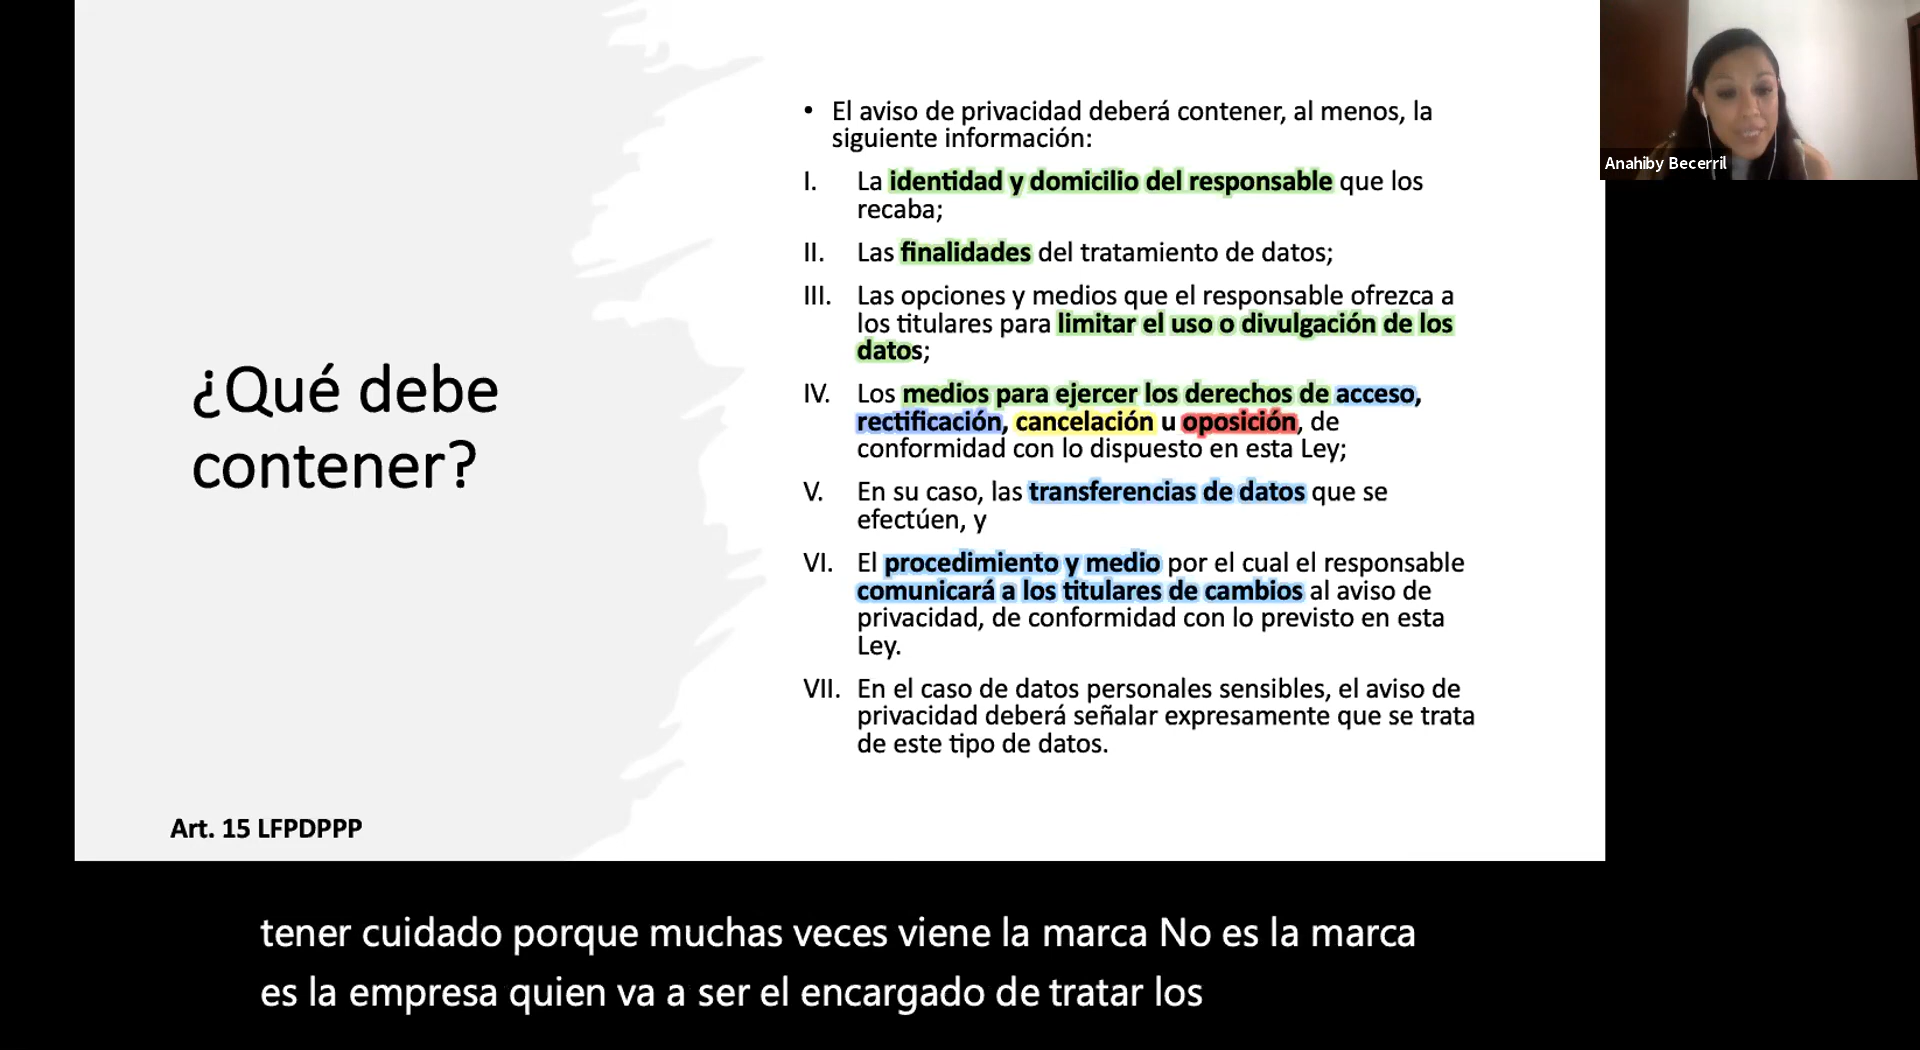 ¿Qué debe
contener?
Art. 15 LFPDPPP
• El aviso de privacidad deberá contener, al menos, la
siguiente información:
I. La identidad y domicilio del responsable que los
recaba;
II. Las finalidades del tratamiento de datos;
III. Las opciones y medios que el responsable ofrezca a
los titulares para limitar el uso o divulgación de los
datos;
IV. Los medios para ejercer los derechos de acceso,
rectificación, cancelación u oposición, de
conformidad con lo dispuesto en esta Ley;
V. En su caso, las transferencias de datos que se
efectúen, y
VI. El procedimiento y medio por el cual el responsable
comunicará a los titulares de cambios al aviso de
privacidad, de conformidad con lo previsto en esta
Ley.
VII. En el caso de datos personales sensibles, el aviso de
privacidad deberá señalar expresamente que se trata
de este tipo de datos.
Anahiby Becerril
tener cuidado porque muchas veces viene la marca No es la marca
es la empresa quien va a ser el encargado de tratar los